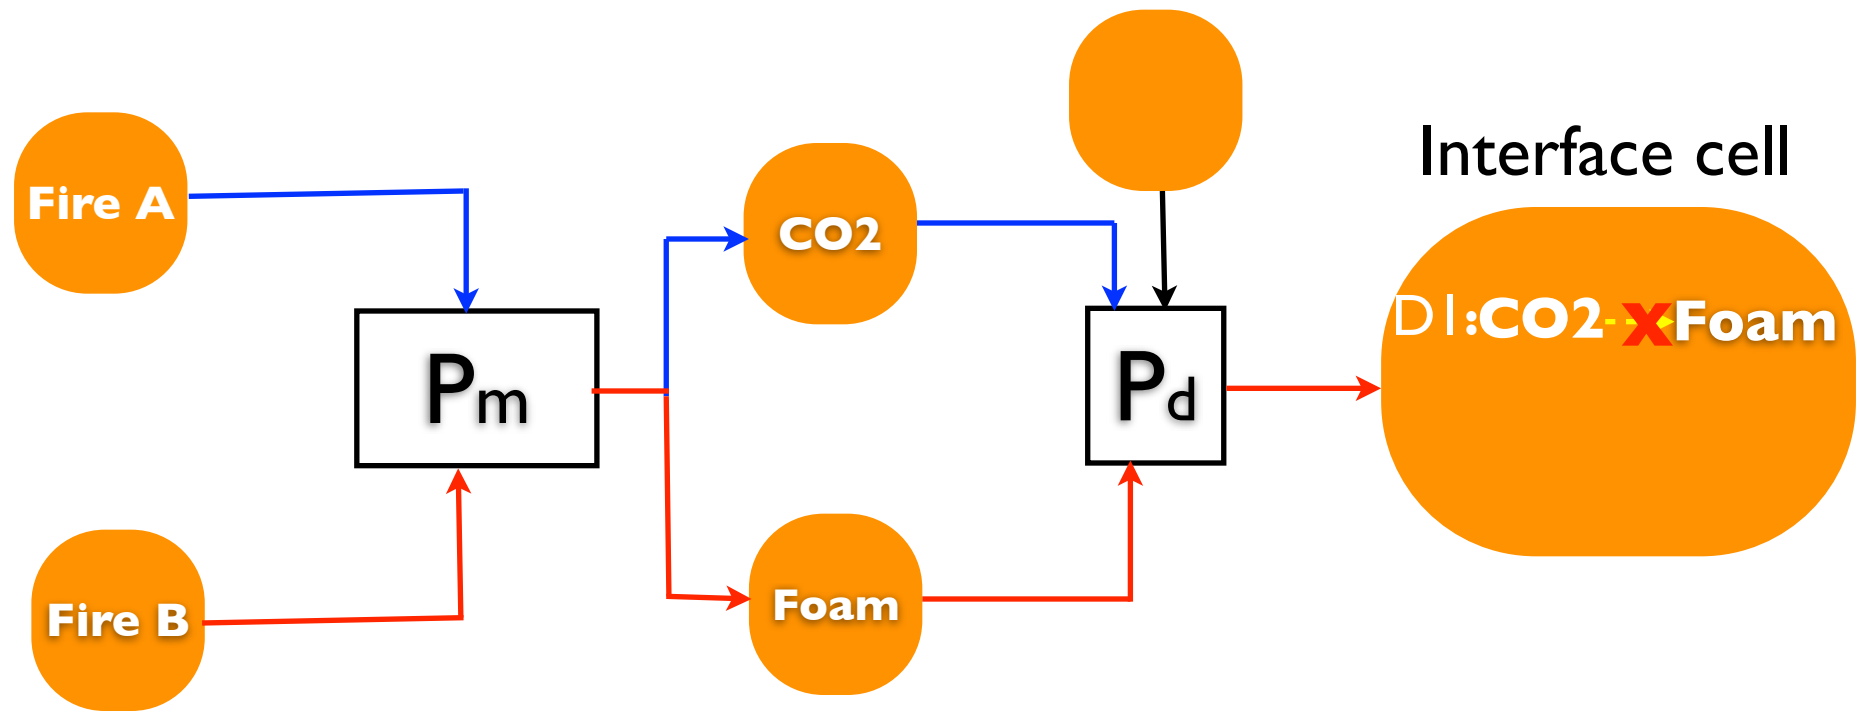 Interface cell
Fire A
CO2
D1:CO2 x Foam
Pm
Pd
Fire B
Foam